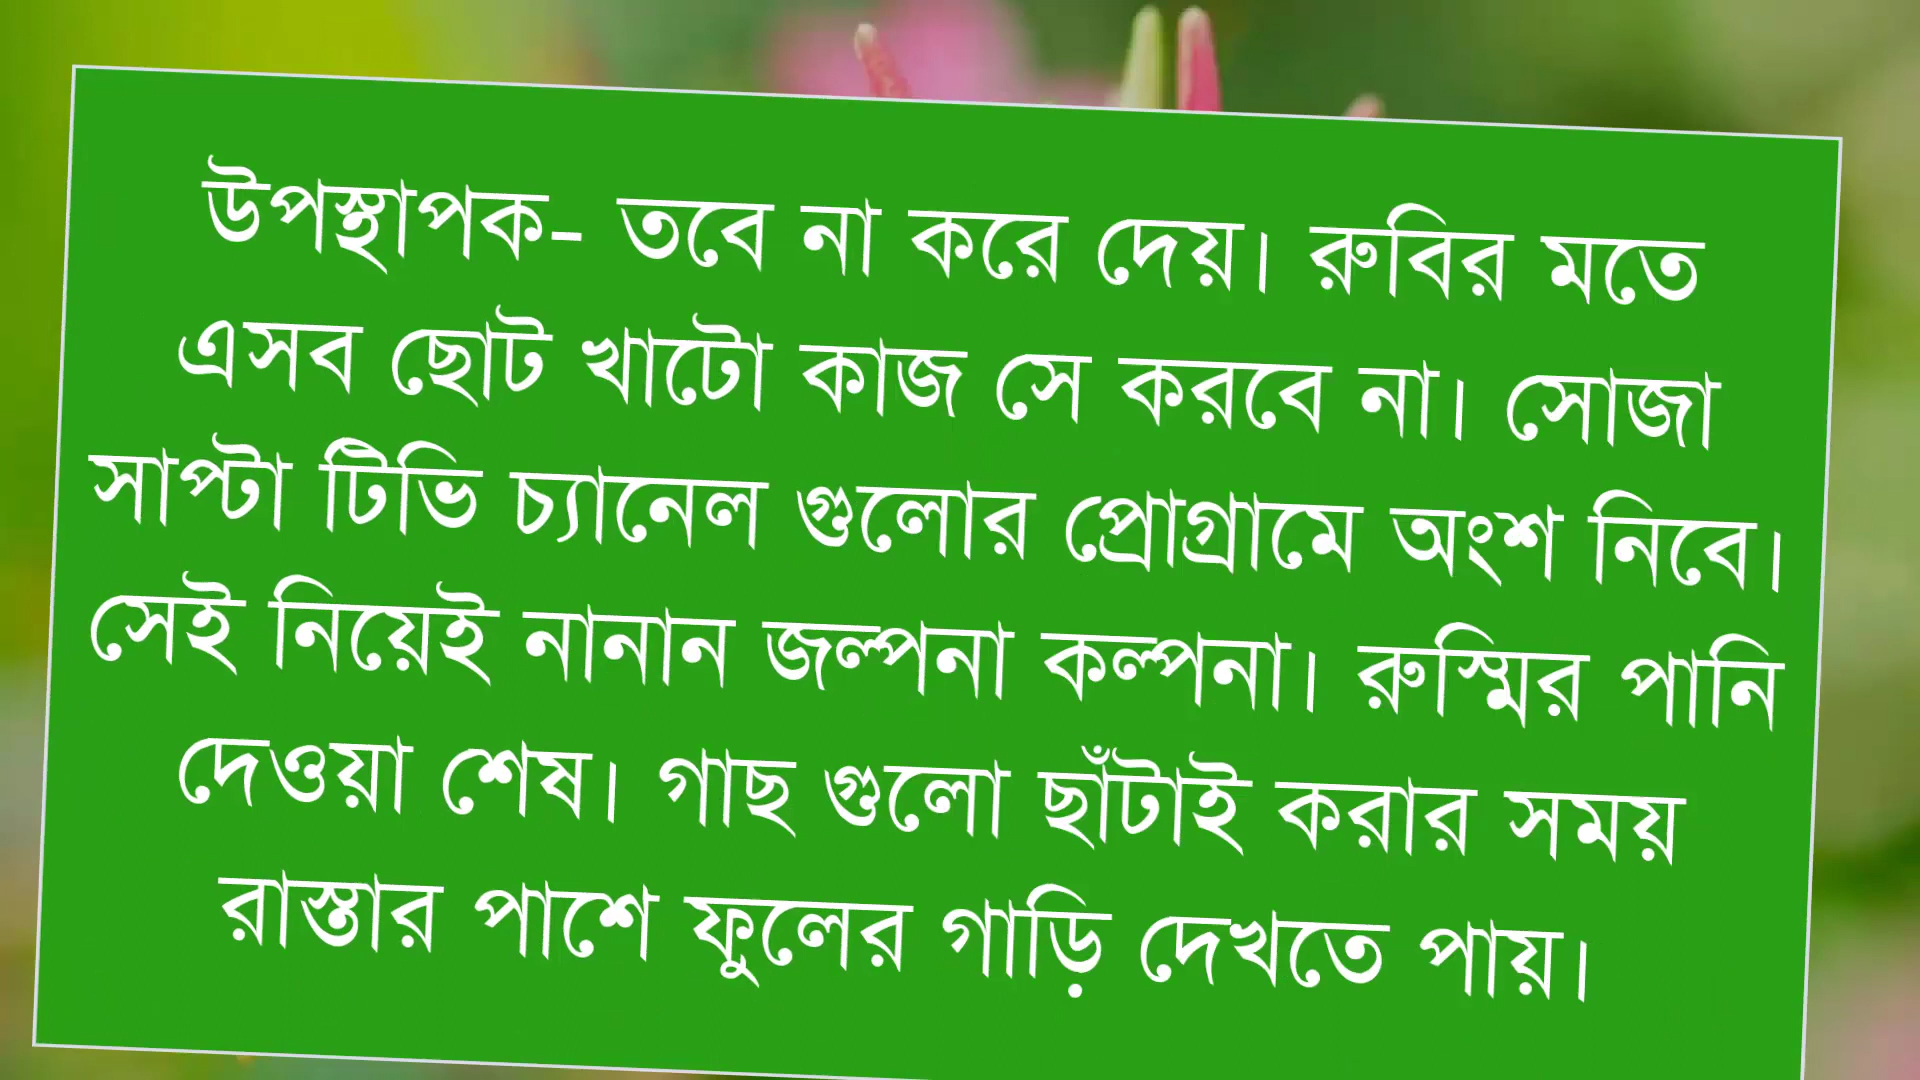 উপস্থাপক- তবে না করে দেয়। রুবির মতে
এসব ছোট খাটো কাজ সে করবে না। সোজা
সাপ্টা টিভি চ্যানেল গুলোর প্রোগ্রামে অংশ নিবে।
সেই নিয়েই নানান জল্পনা কল্পনা। রুস্মির পানি
দেওয়া শেষ। গাছ গুলো ছাঁটাই করার সময়
রাস্তার পাশে ফুলের গাড়ি দেখতে পায়।